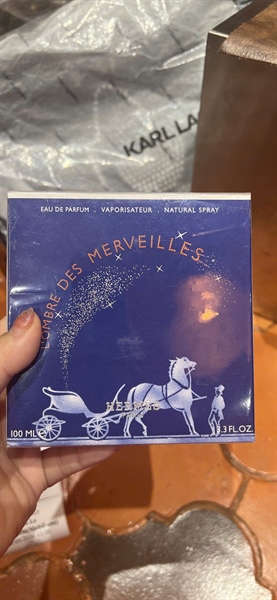 KARL LA
EAU DE PARFUM . VAPORISATEUR . NATURAL SPRAY
L'OMBRE DES MERVEILLES
HERMÈS
100 ML
3.3 FL.OZ.